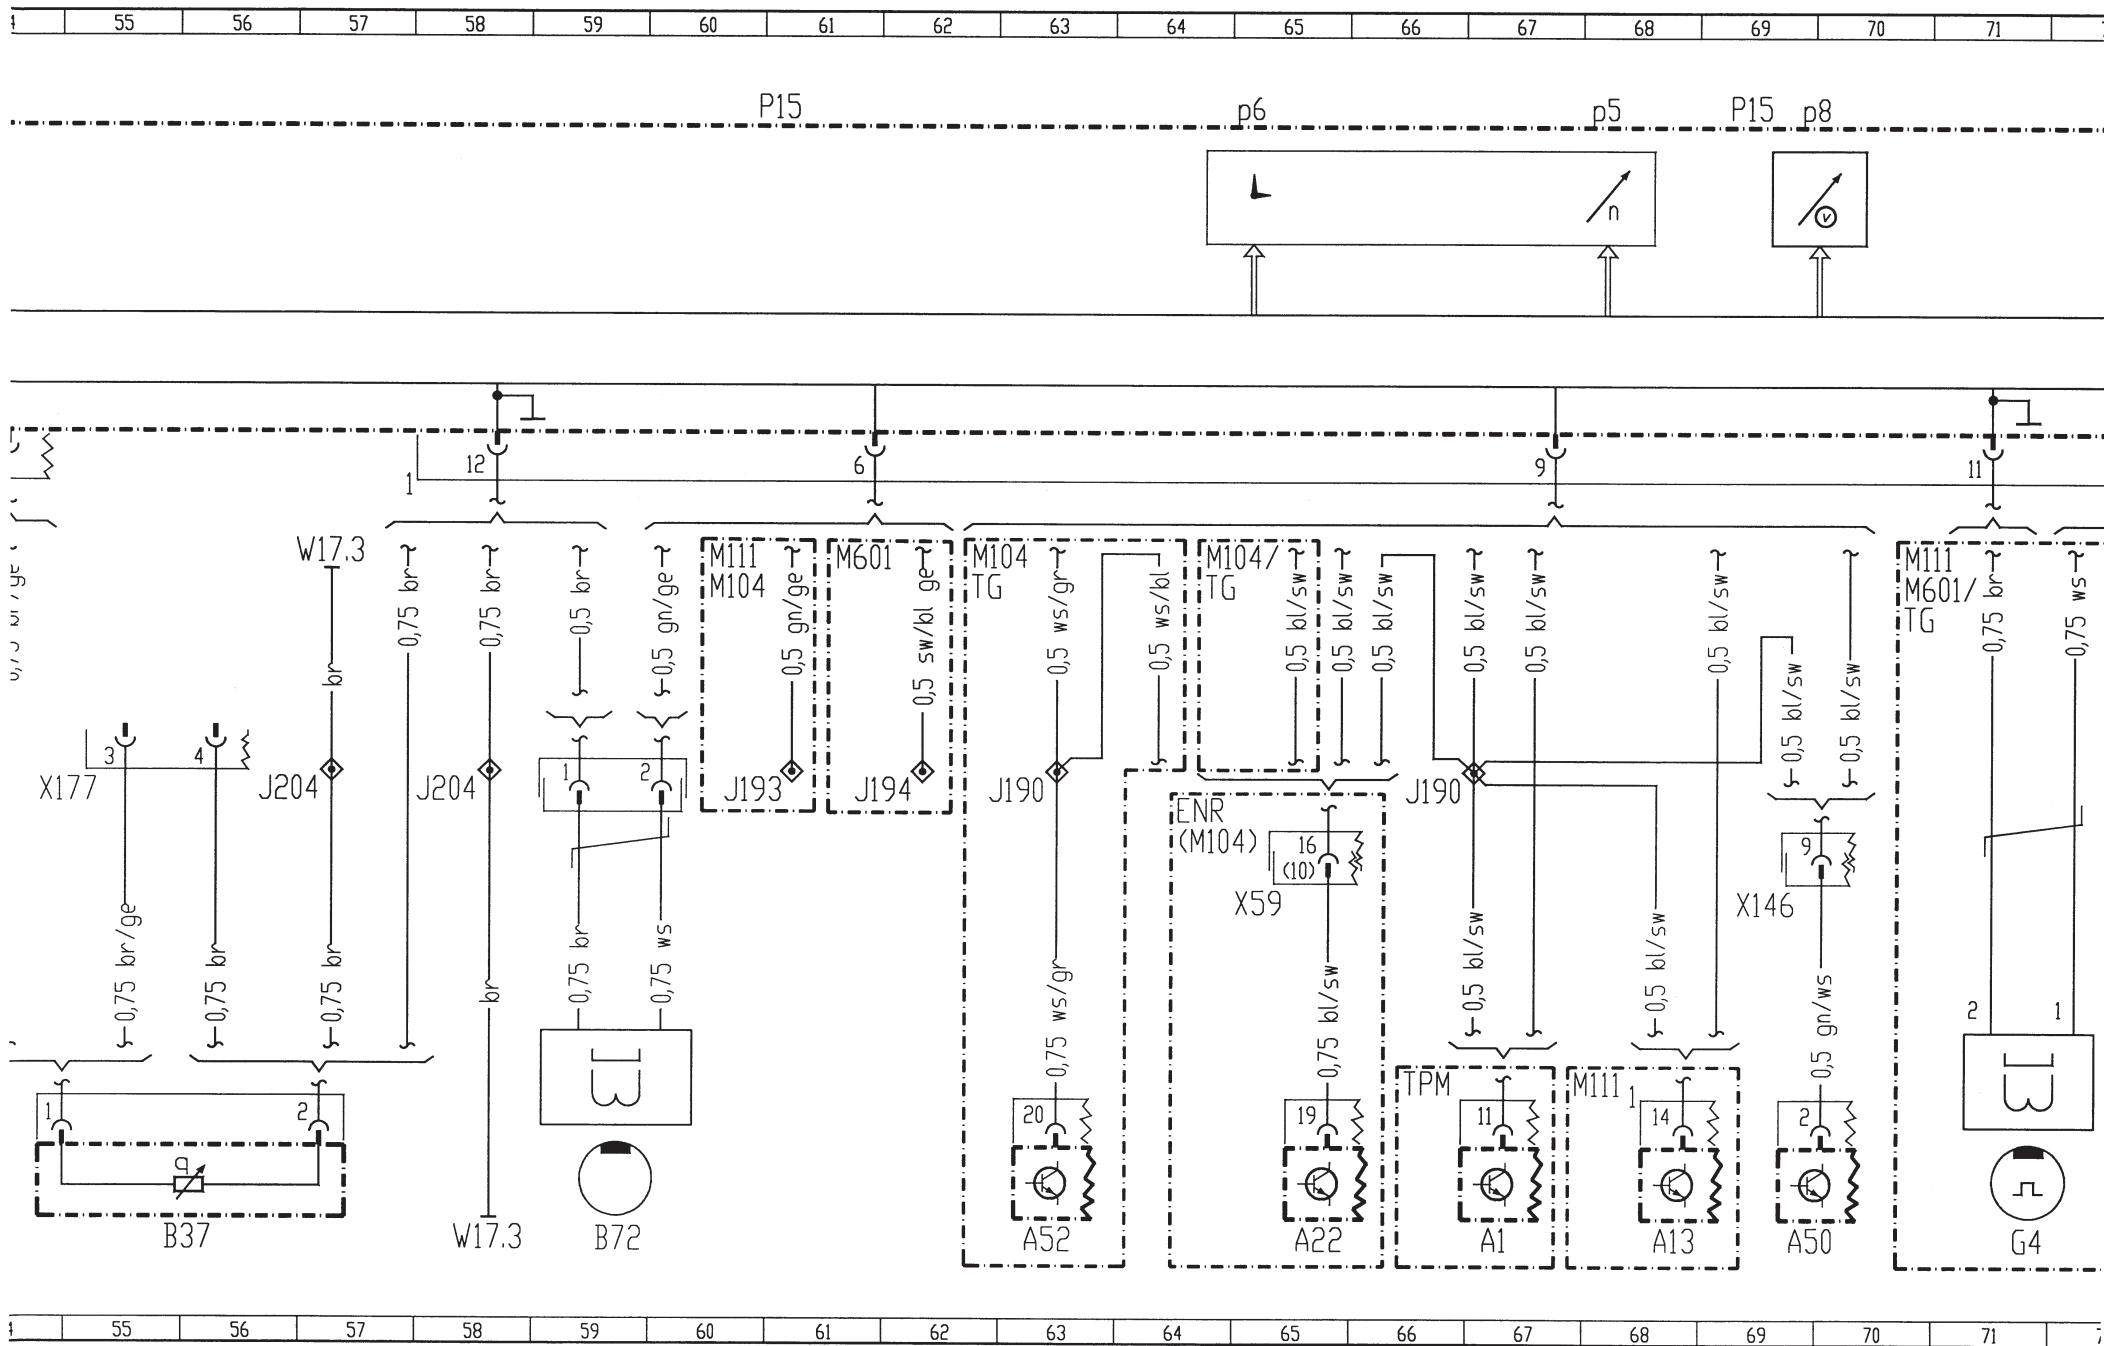 55 56 57 58 59 60 61 62 63 64 65 66 67 68 69 70 71
P15 p6 p5 P15 p8
n v
12 6 9 11
1
W17.3
M111
M104
M601
M104
TG
M104/
TG
M111
M601/
TG
0,75 br
0,75 br
0,5 br
0,5 gn/ge
0,5 gn/ge
0,5 sw/bl ge
0,5 ws/gr
0,5 ws/bl
0,5 bl/sw
0,5 bl/sw
0,5 bl/sw
0,5 bl/sw
0,5 bl/sw
0,5 bl/sw
0,5 bl/sw
0,5 bl/sw
0,75 br
0,75 ws
br
3 4
X177
J204
J204
1 2
J193
J194
J190
J190
ENR
(M104)
16
(10)
X59
9
X146
0,75 br/ge
0,75 br
0,75 br
br
0,75 br
0,75 ws
0,75 ws/gr
0,75 bl/sw
0,5 bl/sw
0,5 bl/sw
0,5 gn/ws
2 1
TPM
M111
1
1 2
20 19 11 14 2
q
B37
W17.3
B72
A52
A22
A1
A13
A50
G4
55 56 57 58 59 60 61 62 63 64 65 66 67 68 69 70 71